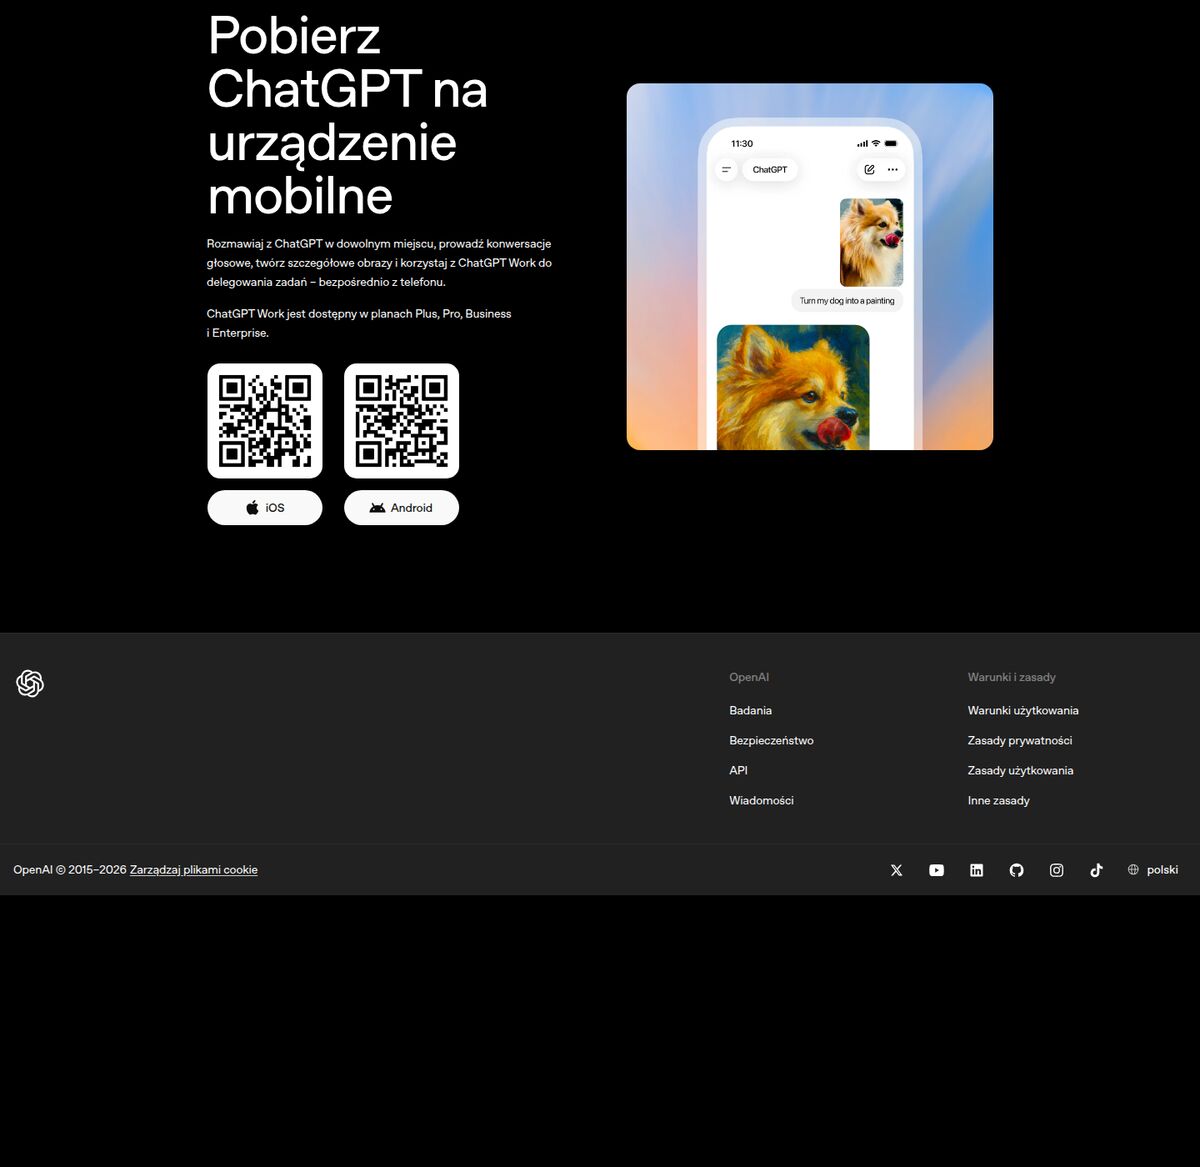 Pobierz
ChatGPT na
urządzenie
mobilne
Rozmawiaj z ChatGPT w dowolnym miejscu, prowadź konwersacje
głosowe, twórz szczegółowe obrazy i korzystaj z ChatGPT Work do
delegowania zadań – bezpośrednio z telefonu.
ChatGPT Work jest dostępny w planach Plus, Pro, Business
i Enterprise.
iOS
Android
11:30
ChatGPT
Turn my dog into a painting
OpenAI
Badania
Bezpieczeństwo
API
Wiadomości
Warunki i zasady
Warunki użytkowania
Zasady prywatności
Zasady użytkowania
Inne zasady
OpenAI © 2015–2026 Zarządzaj plikami cookie
polski